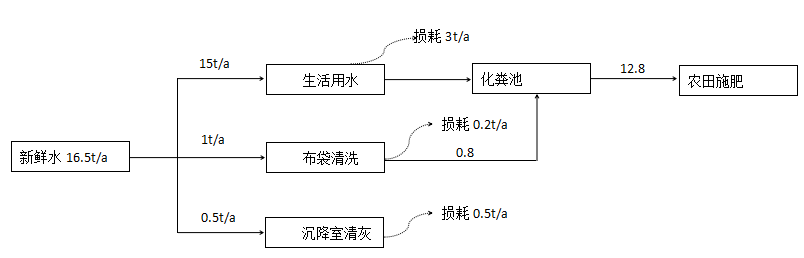 损耗 3t/a
15t/a
生活用水
化粪池
12.8
农田施肥
损耗 0.2t/a
1t/a
新鲜水 16.5t/a
布袋清洗
0.8
损耗 0.5t/a
0.5t/a
沉降室清灰